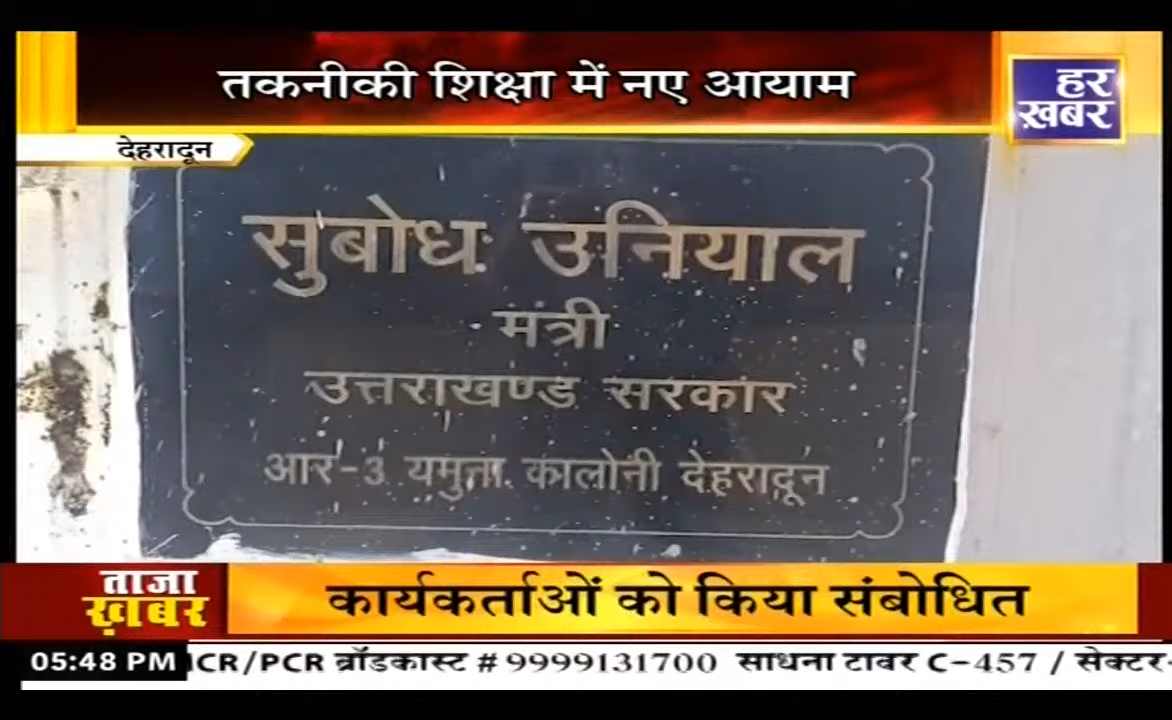 तकनीकी शिक्षा में नए आयाम
हर
ख़बर
देहरादून
सुबोध उनियाल
मंत्री
उत्तराखण्ड सरकार
आर-3 यमुना कालोनी देहरादून
ताजा
ख़बर
कार्यकर्ताओं को किया संबोधित
05:48 PM ICR/PCR ब्रॉडकास्ट # 9999131700 साधना टावर C-457 / सेक्टर-